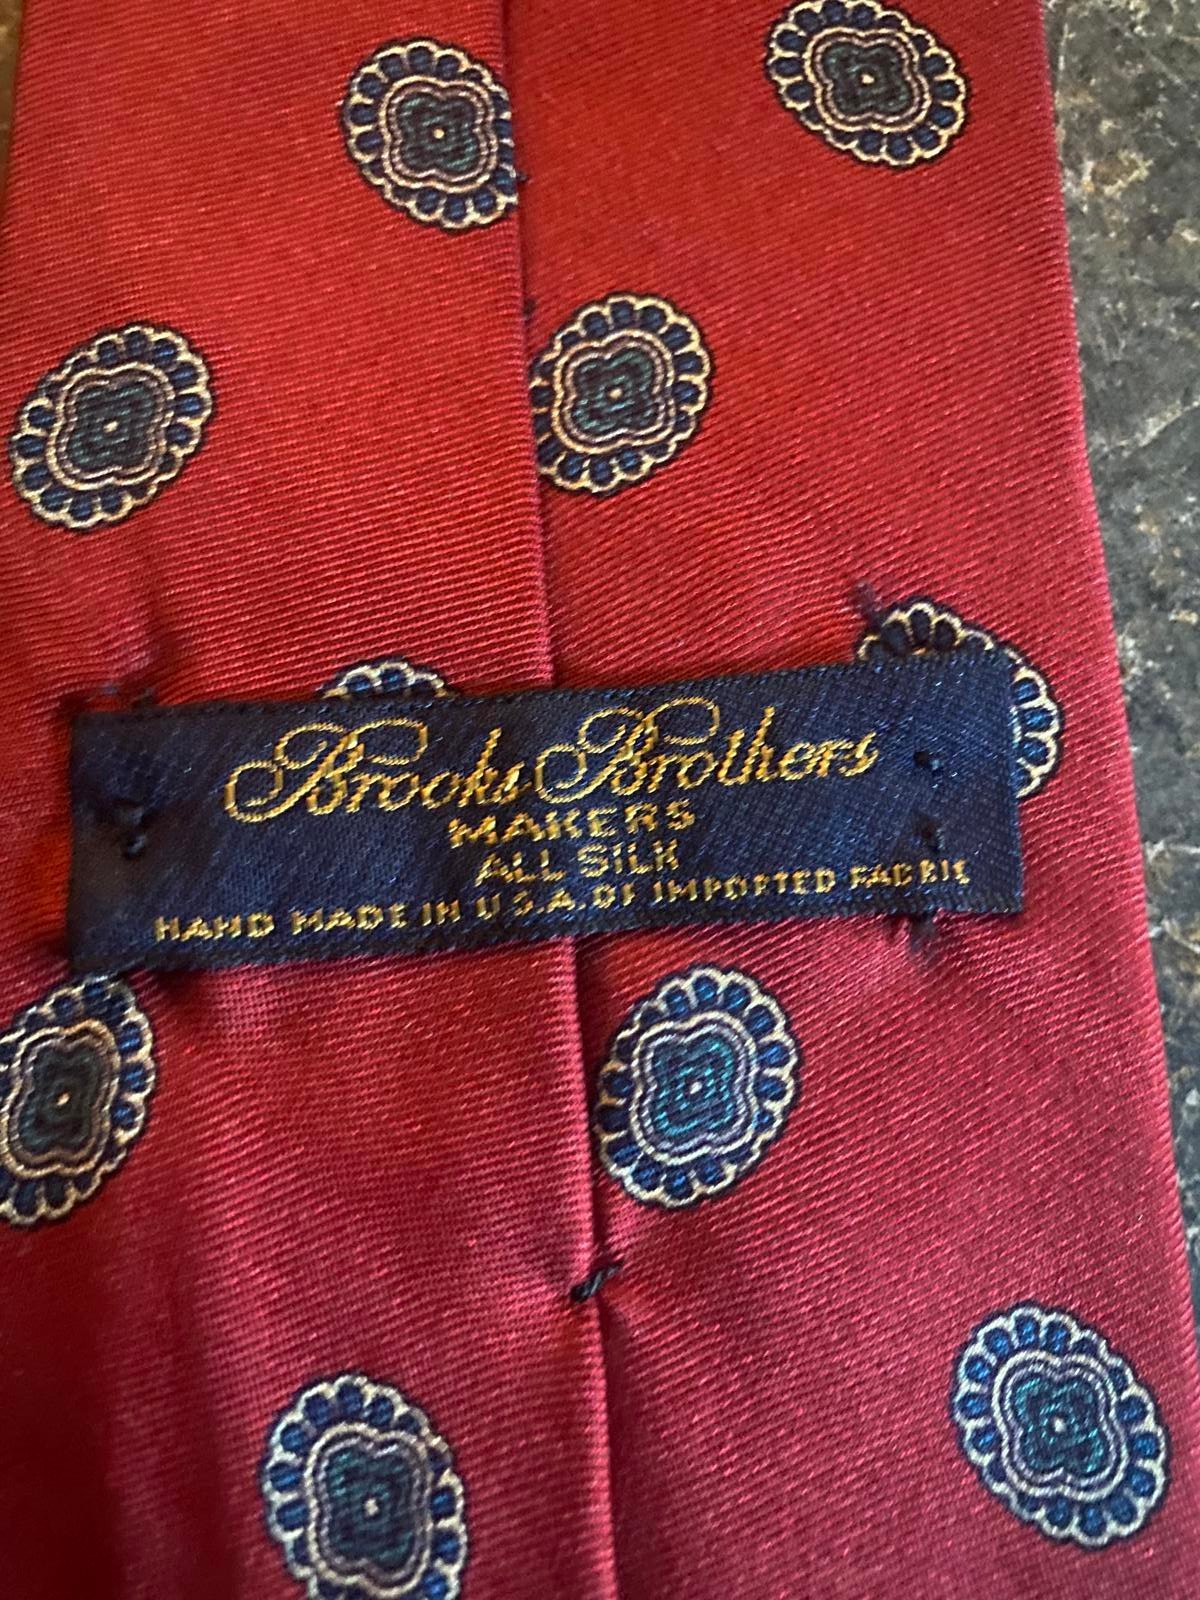 Brooks Brothers
MAKERS
ALL SILK
HAND MADE IN U.S.A. OF IMPORTED FABRIC